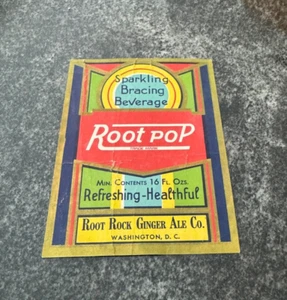 Sparkling
Bracing
Beverage
Root PoP
Min. Contents 16 Fl. Ozs.
Refreshing-Healthful
Root Rock Ginger Ale Co.
Washington, D. C.